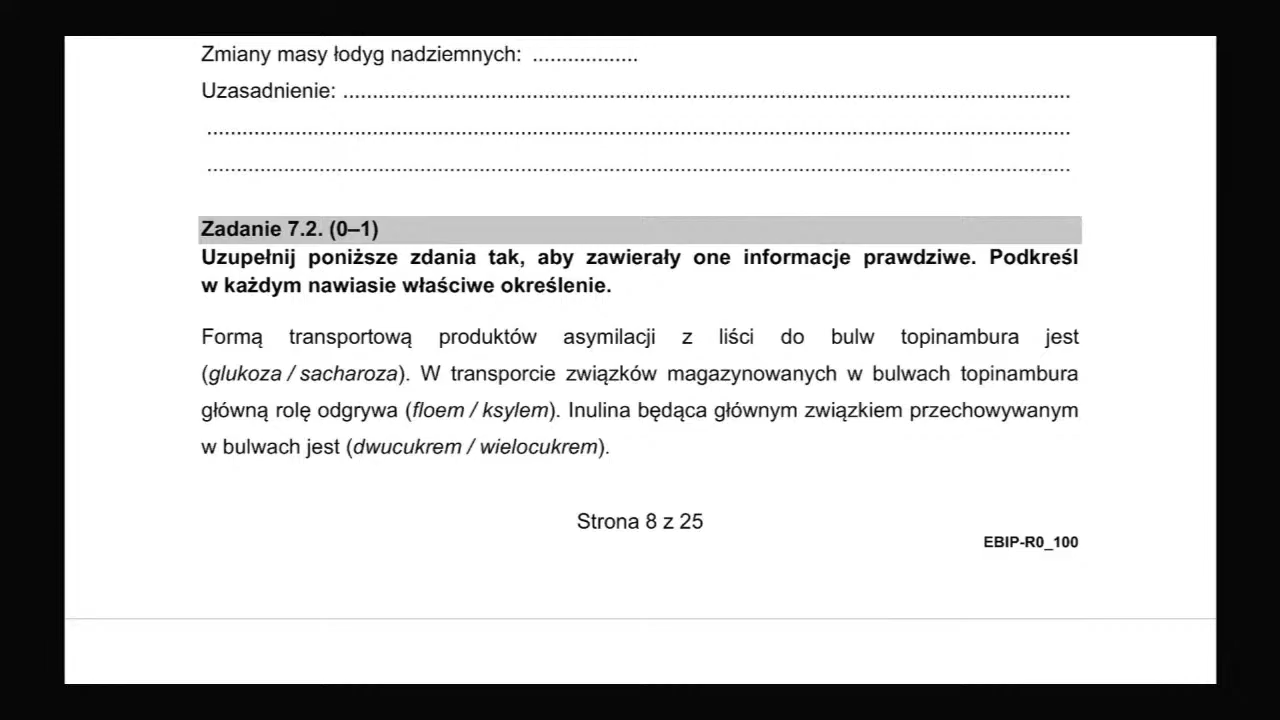 Zmiany masy łodyg nadziemnych: ..................
Uzasadnienie: ............................................................................................................................
...................................................................................................................................................
...................................................................................................................................................
Zadanie 7.2. (0–1)
Uzupełnij poniższe zdania tak, aby zawierały one informacje prawdziwe. Podkreśl
w każdym nawiasie właściwe określenie.
Formą transportową produktów asymilacji z liści do bulw topinambura jest
(glukoza / sacharoza). W transporcie związków magazynowanych w bulwach topinambura
główną rolę odgrywa (floem / ksylem). Inulina będąca głównym związkiem przechowywanym
w bulwach jest (dwucukrem / wielocukrem).
Strona 8 z 25
EBIP-R0_100